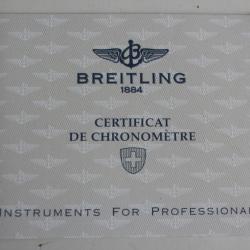 BREITLING
1884
CERTIFICAT
DE CHRONOMÈTRE
INSTRUMENTS FOR PROFESSIONAL